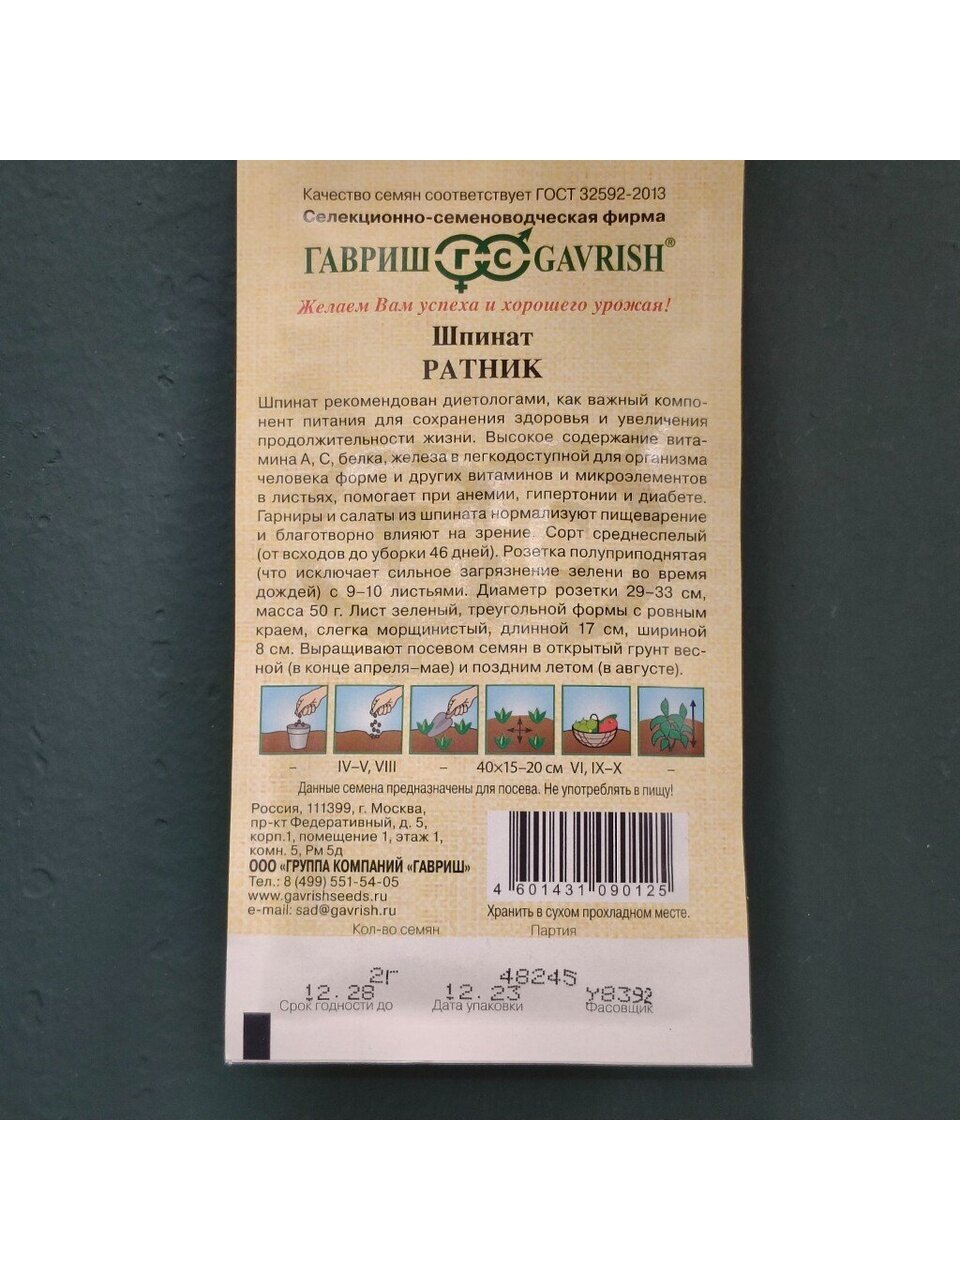 Качество семян соответствует ГОСТ 32592-2013
Селекционно-семеноводческая фирма
ГАВРИШ Г-С GAVRISH®
Желаем Вам успеха и хорошего урожая!
Шпинат
РАТНИК
Шпинат рекомендован диетологами, как важный компо-
нент питания для сохранения здоровья и увеличения
продолжительности жизни. Высокое содержание вита-
мина А, С, белка, железа в легкодоступной для организма
человека форме и других витаминов и микроэлементов
в листьях, помогает при анемии, гипертонии и диабете.
Гарниры и салаты из шпината нормализуют пищеварение
и благотворно влияют на зрение. Сорт среднеспелый
(от всходов до уборки 46 дней). Розетка полуприподнятая
(что исключает сильное загрязнение зелени во время
дождей) с 9–10 листьями. Диаметр розетки 29–33 см,
масса 50 г. Лист зеленый, треугольной формы с ровным
краем, слегка морщинистый, длинной 17 см, шириной
8 см. Выращивают посевом семян в открытый грунт вес-
ной (в конце апреля–мае) и поздним летом (в августе).
– IV–V, VIII – 40×15–20 см VI, IX–X –
Данные семена предназначены для посева. Не употреблять в пищу!
Россия, 111399, г. Москва,
пр-кт Федеративный, д. 5,
корп.1, помещение 1, этаж 1,
комн. 5, Рм 5д
ООО «ГРУППА КОМПАНИЙ «ГАВРИШ»
Тел.: 8 (499) 551-54-05
www.gavrishseeds.ru
e-mail: sad@gavrish.ru
4 601431 090125
Хранить в сухом прохладном месте.
Кол-во семян Партия
2г 48245
12.28 12.23 У8392
Срок годности до Дата упаковки Фасовщик